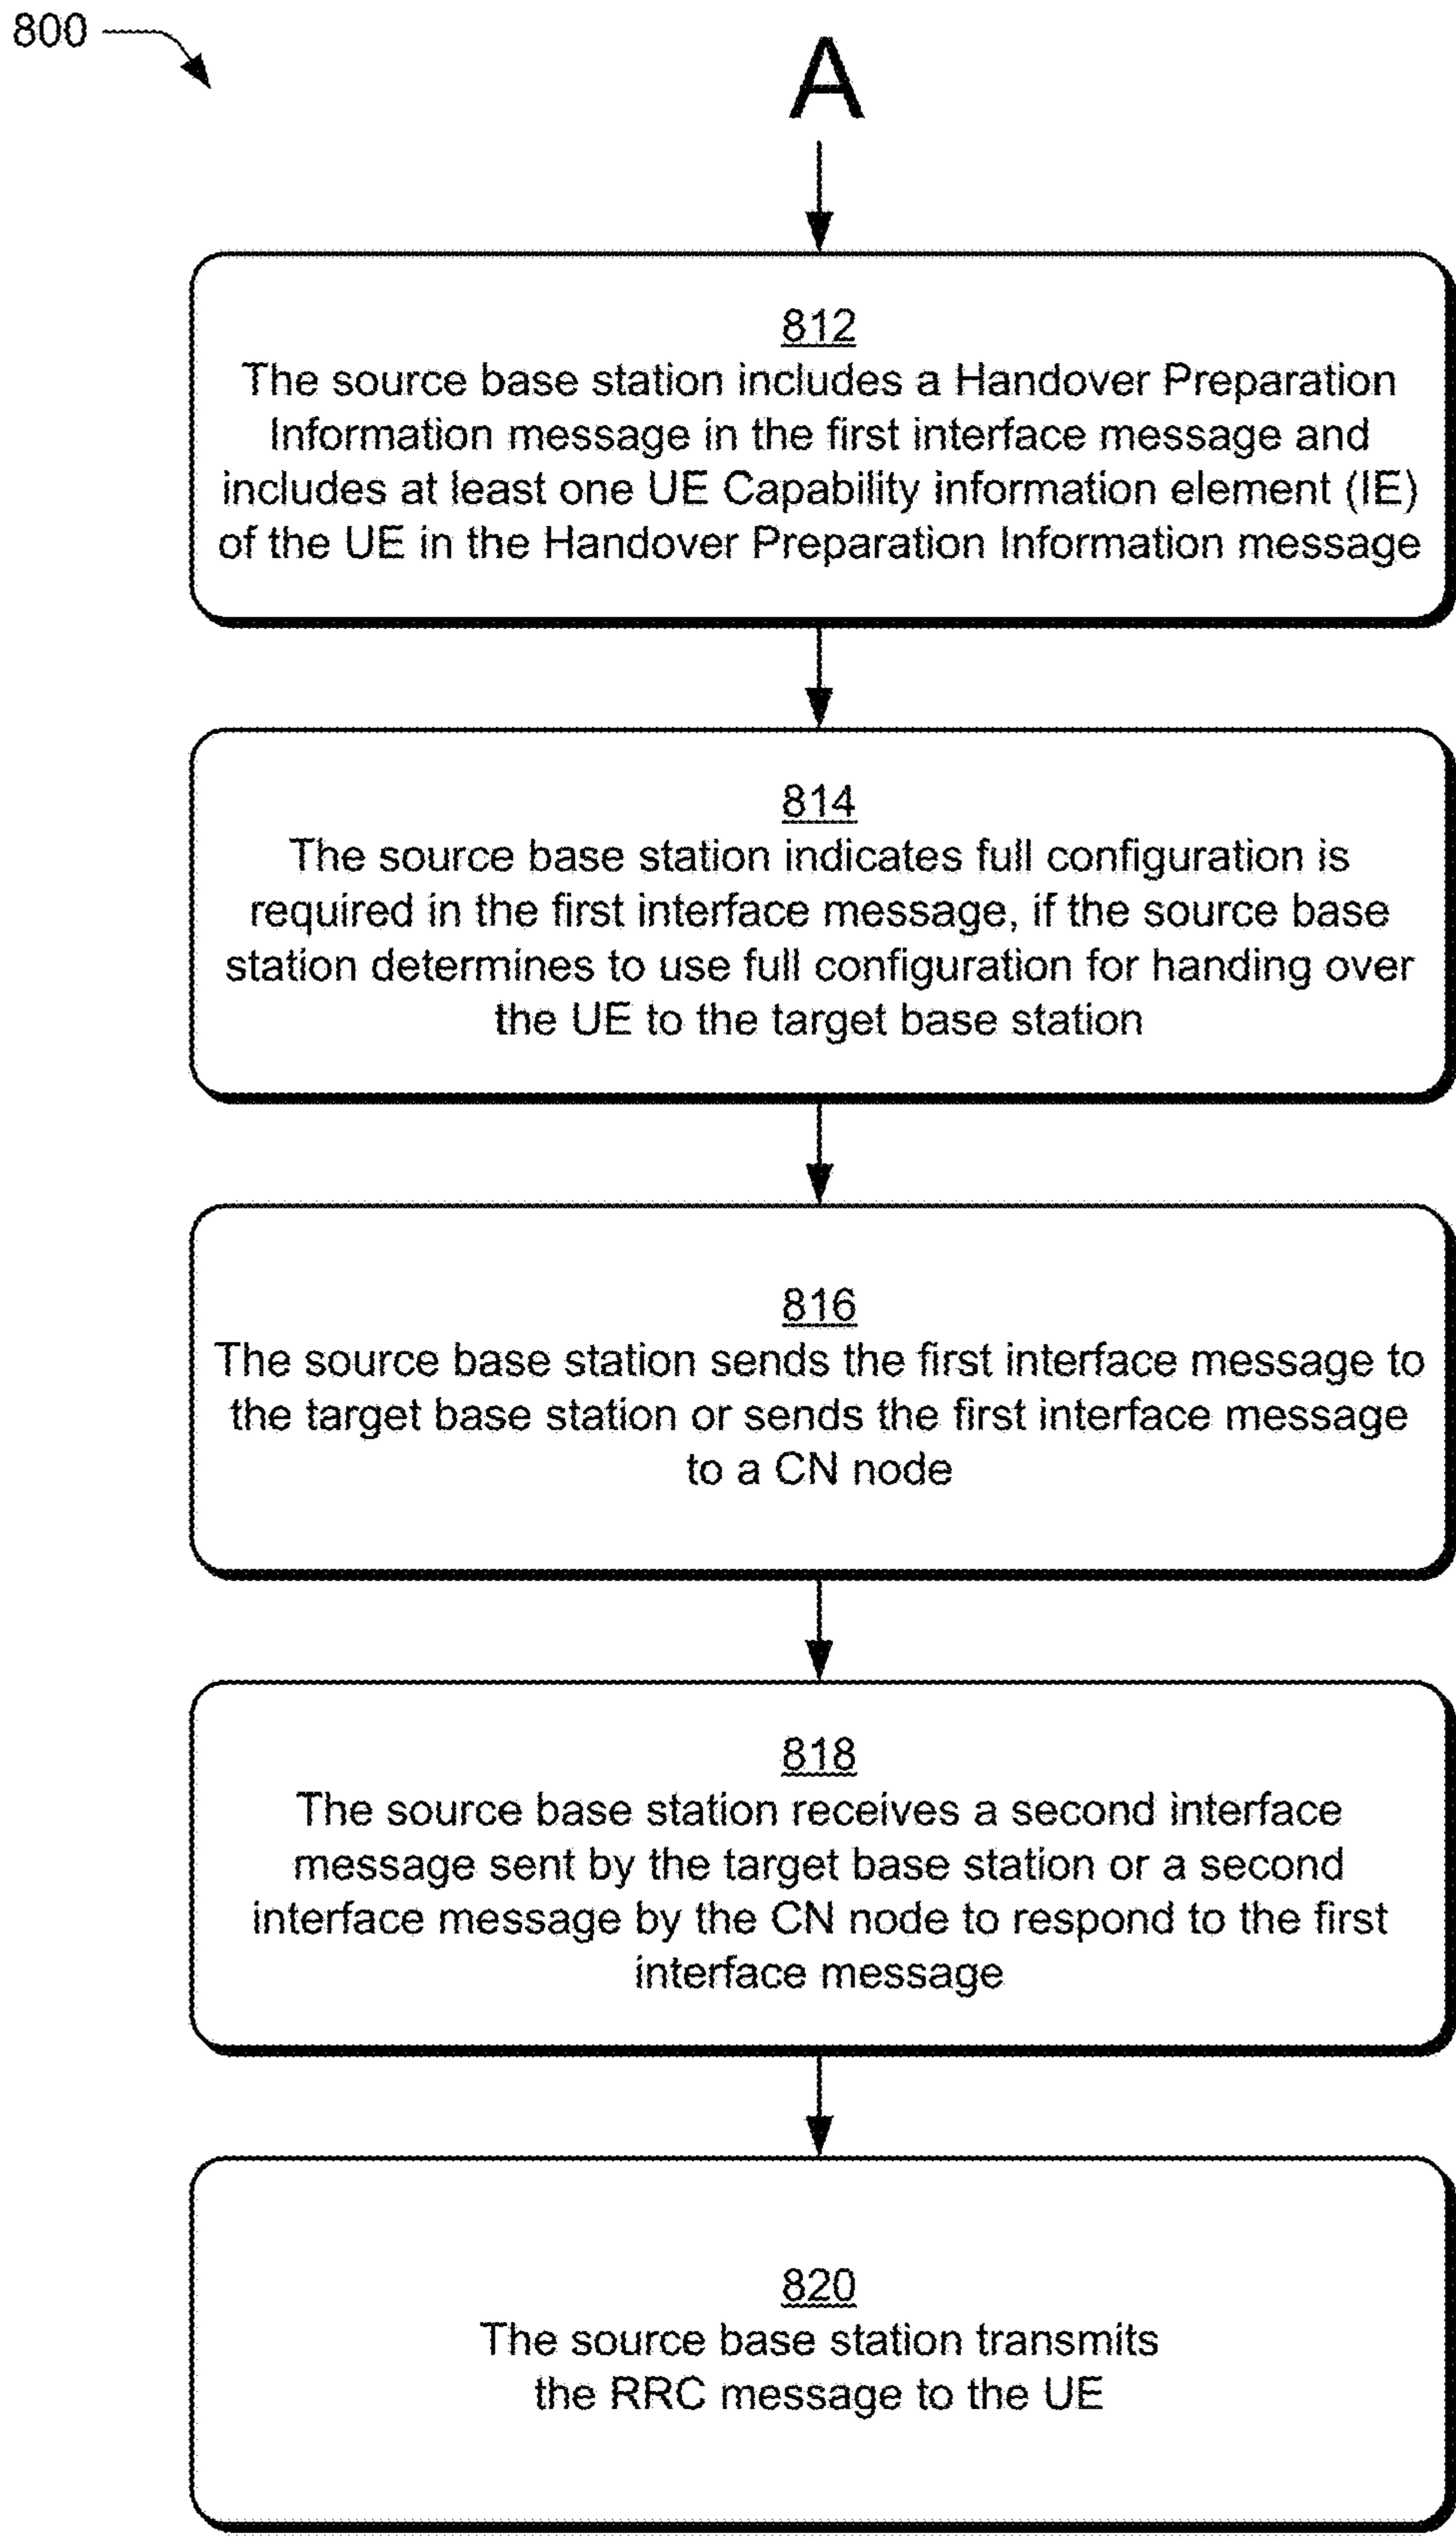 800
A
812
The source base station includes a Handover Preparation
Information message in the first interface message and
includes at least one UE Capability information element (IE)
of the UE in the Handover Preparation Information message
814
The source base station indicates full configuration is
required in the first interface message, if the source base
station determines to use full configuration for handing over
the UE to the target base station
816
The source base station sends the first interface message to
the target base station or sends the first interface message
to a CN node
818
The source base station receives a second interface
message sent by the target base station or a second
interface message by the CN node to respond to the first
interface message
820
The source base station transmits
the RRC message to the UE